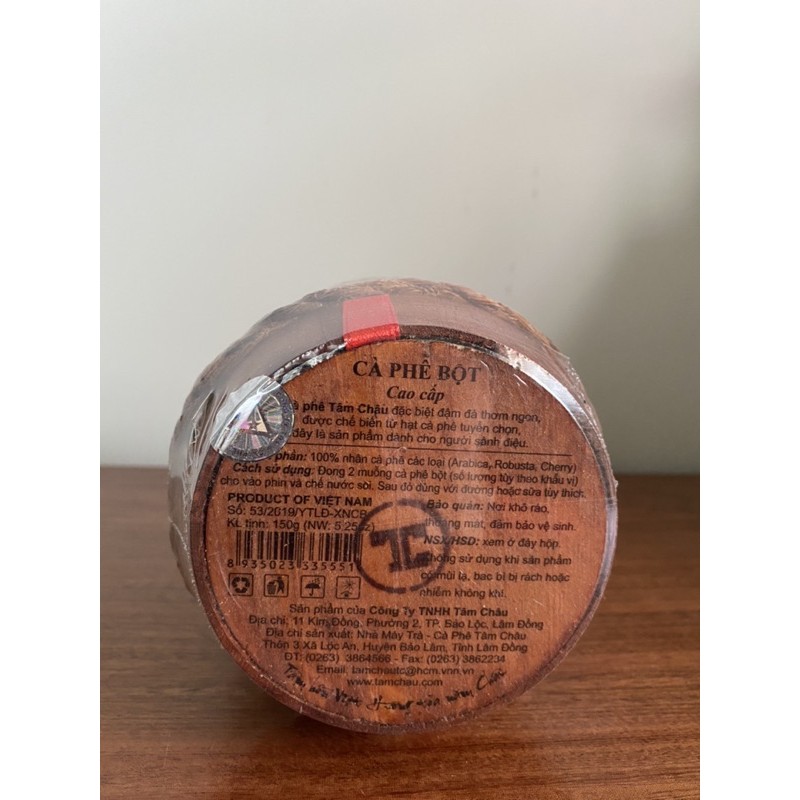 CÀ PHÊ BỘT
Cao cấp
phê Tâm Châu đặc biệt đậm đà thơm ngon,
được chế biến từ hạt cà phê tuyển chọn,
đây là sản phẩm dành cho người sành điệu.
phần: 100% nhân cà phê các loại (Arabica, Robusta, Cherry)
Cách sử dụng: Đong 2 muỗng cà phê bột (số lượng tùy theo khẩu vị)
cho vào phin và chế nước sôi. Sau đó dùng với đường hoặc sữa tùy thích.
PRODUCT OF VIỆT NAM
Số: 53/2019/YTLĐ-XNCB
KL tịnh: 150g (NW: 5.25oz)
8 935023 335551
Bảo quản: Nơi khô ráo,
thoáng mát, đảm bảo vệ sinh.
NSX/HSD: xem ở đáy hộp.
Không sử dụng khi sản phẩm
có mùi lạ, bao bì bị rách hoặc
nhiễm không khí.
TC
Sản phẩm của Công Ty TNHH Tâm Châu
Địa chỉ: 11 Kim Đồng, Phường 2, TP. Bảo Lộc, Lâm Đồng
Địa chỉ sản xuất: Nhà Máy Trà - Cà Phê Tâm Châu
Thôn 3 Xã Lộc An, Huyện Bảo Lâm, Tỉnh Lâm Đồng
ĐT: (0263) 3864566 - Fax: (0263) 3862234
Email: tamchautc@hcm.vnn.vn
www.tamchau.com